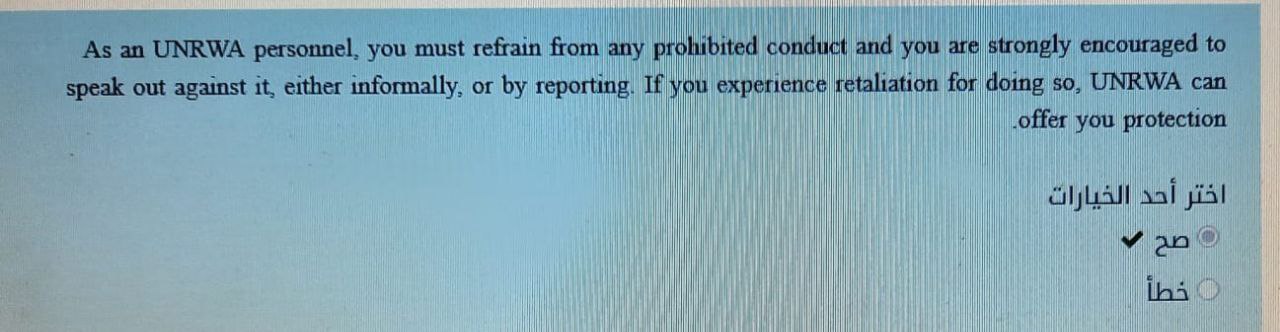 As an UNRWA personnel, you must refrain from any prohibited conduct and you are strongly encouraged to
speak out against it, either informally, or by reporting. If you experience retaliation for doing so, UNRWA can
.offer you protection
اختر أحد الخيارات
صح ✔
خطأ